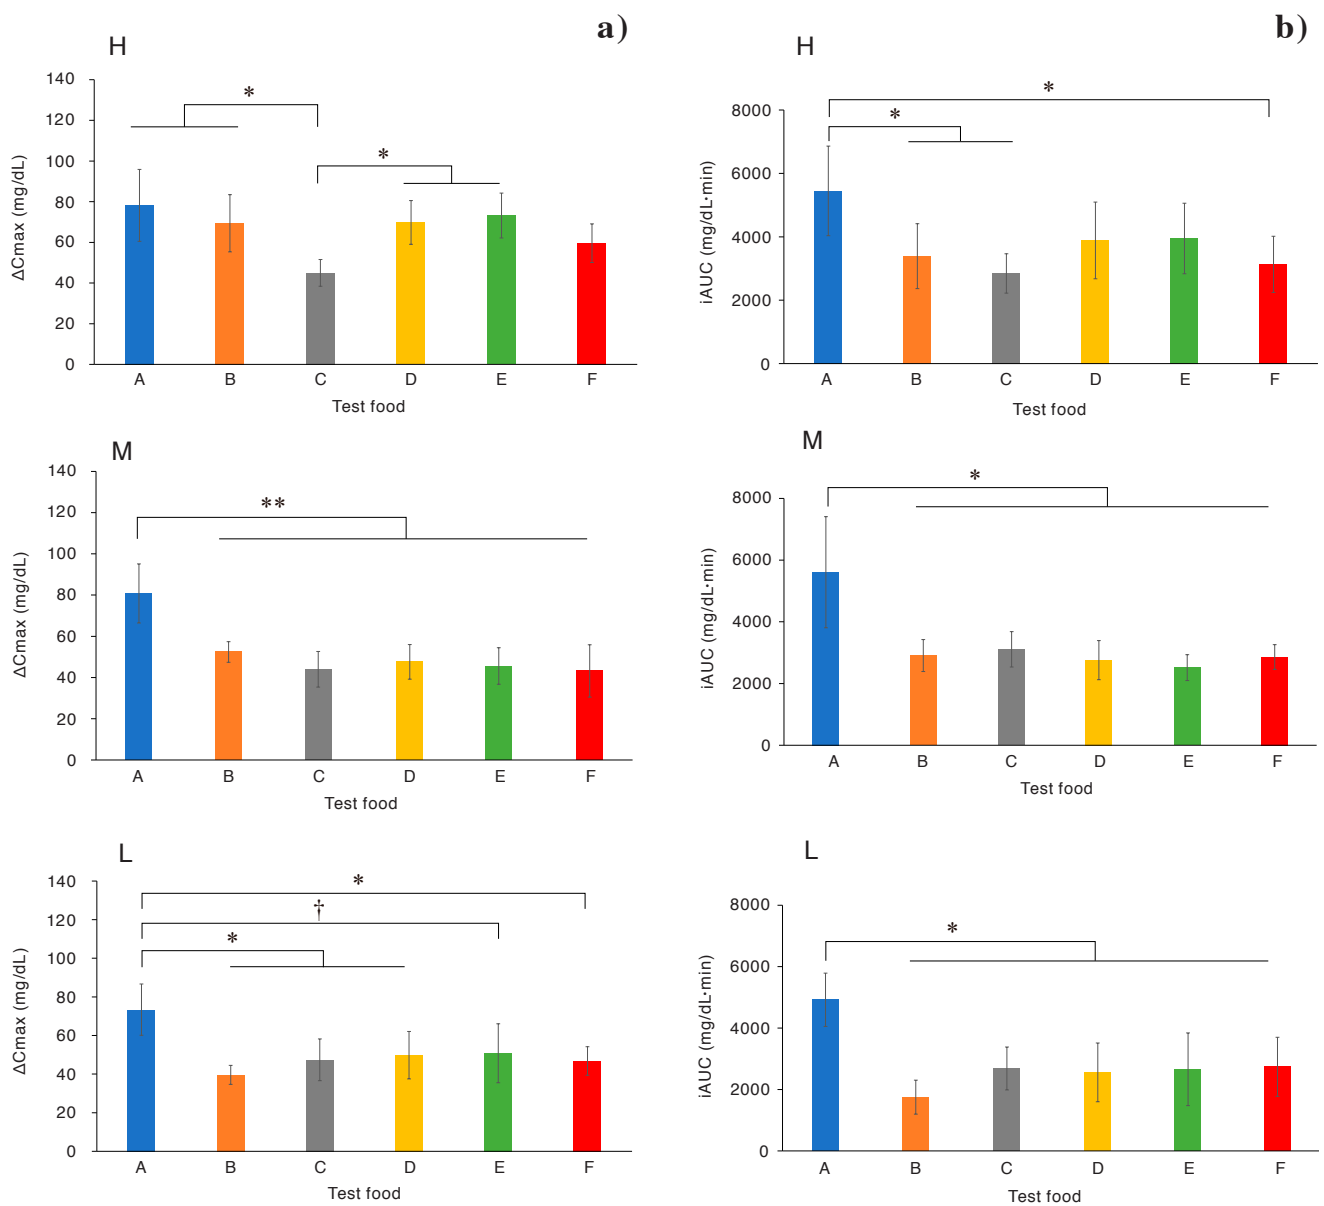 a)
H
*
*
140
120
100
80
60
40
20
0
ΔCmax (mg/dL)
A B C D E F
Test food
b)
H
*
*
8000
6000
4000
2000
0
iAUC (mg/dL·min)
A B C D E F
Test food
M
**
140
120
100
80
60
40
20
0
ΔCmax (mg/dL)
A B C D E F
Test food
M
*
8000
6000
4000
2000
0
iAUC (mg/dL·min)
A B C D E F
Test food
L
*
†
*
140
120
100
80
60
40
20
0
ΔCmax (mg/dL)
A B C D E F
Test food
L
*
8000
6000
4000
2000
0
iAUC (mg/dL·min)
A B C D E F
Test food